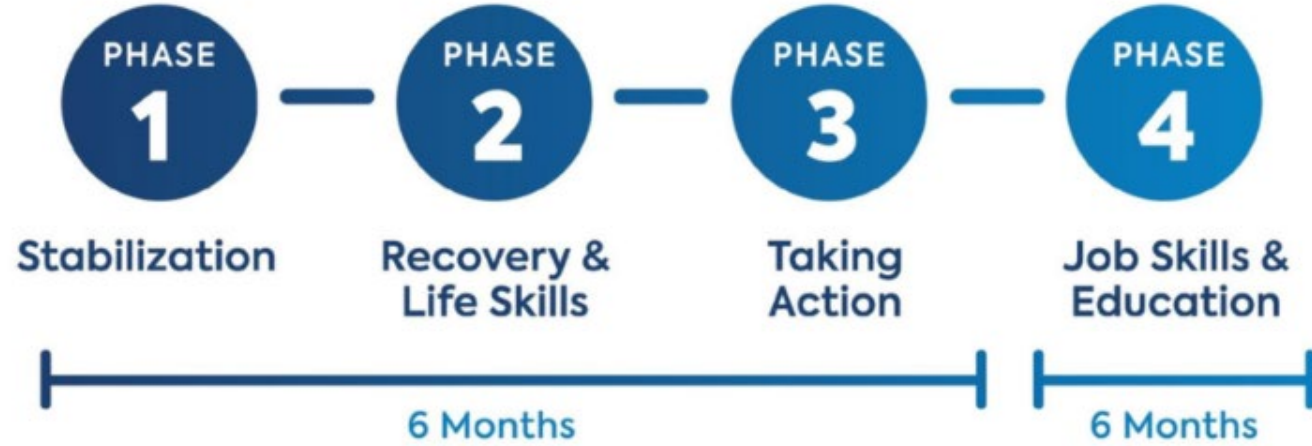 PHASE
1
Stabilization
PHASE
2
Recovery &
Life Skills
PHASE
3
Taking
Action
PHASE
4
Job Skills &
Education
6 Months
6 Months